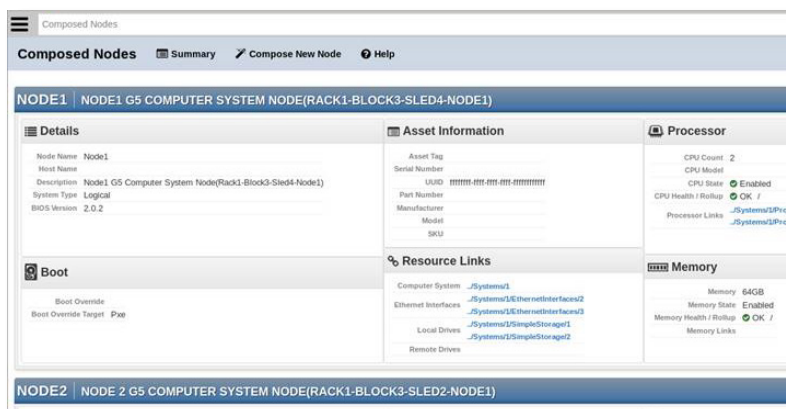 Composed Nodes
Composed Nodes Summary Compose New Node Help
NODE1 NODE1 G5 COMPUTER SYSTEM NODE(RACK1-BLOCK3-SLED4-NODE1)
Details
Node Name Node1
Host Name
Description Node1 G5 Computer System Node(Rack1-Block3-Sled4-Node1)
System Type Logical
BIOS Version 2.0.2
Boot
Boot Override
Boot Override Target Pxe
Asset Information
Asset Tag
Serial Number
UUID ffffffff-ffff-ffff-ffff-ffffffffffff
Part Number
Manufacturer
Model
SKU
Resource Links
Computer System ../Systems/1
Ethernet Interfaces ../Systems/1/EthernetInterfaces/2
../Systems/1/EthernetInterfaces/3
Local Drives ../Systems/1/SimpleStorage/1
../Systems/1/SimpleStorage/2
Remote Drives
Processor
CPU Count 2
CPU Model
CPU State Enabled
CPU Health / Rollup OK /
Processor Links ../Systems/1/Pro
../Systems/1/Pro
Memory
Memory 64GB
Memory State Enabled
Memory Health / Rollup OK /
Memory Links
NODE2 NODE 2 G5 COMPUTER SYSTEM NODE(RACK1-BLOCK3-SLED2-NODE1)